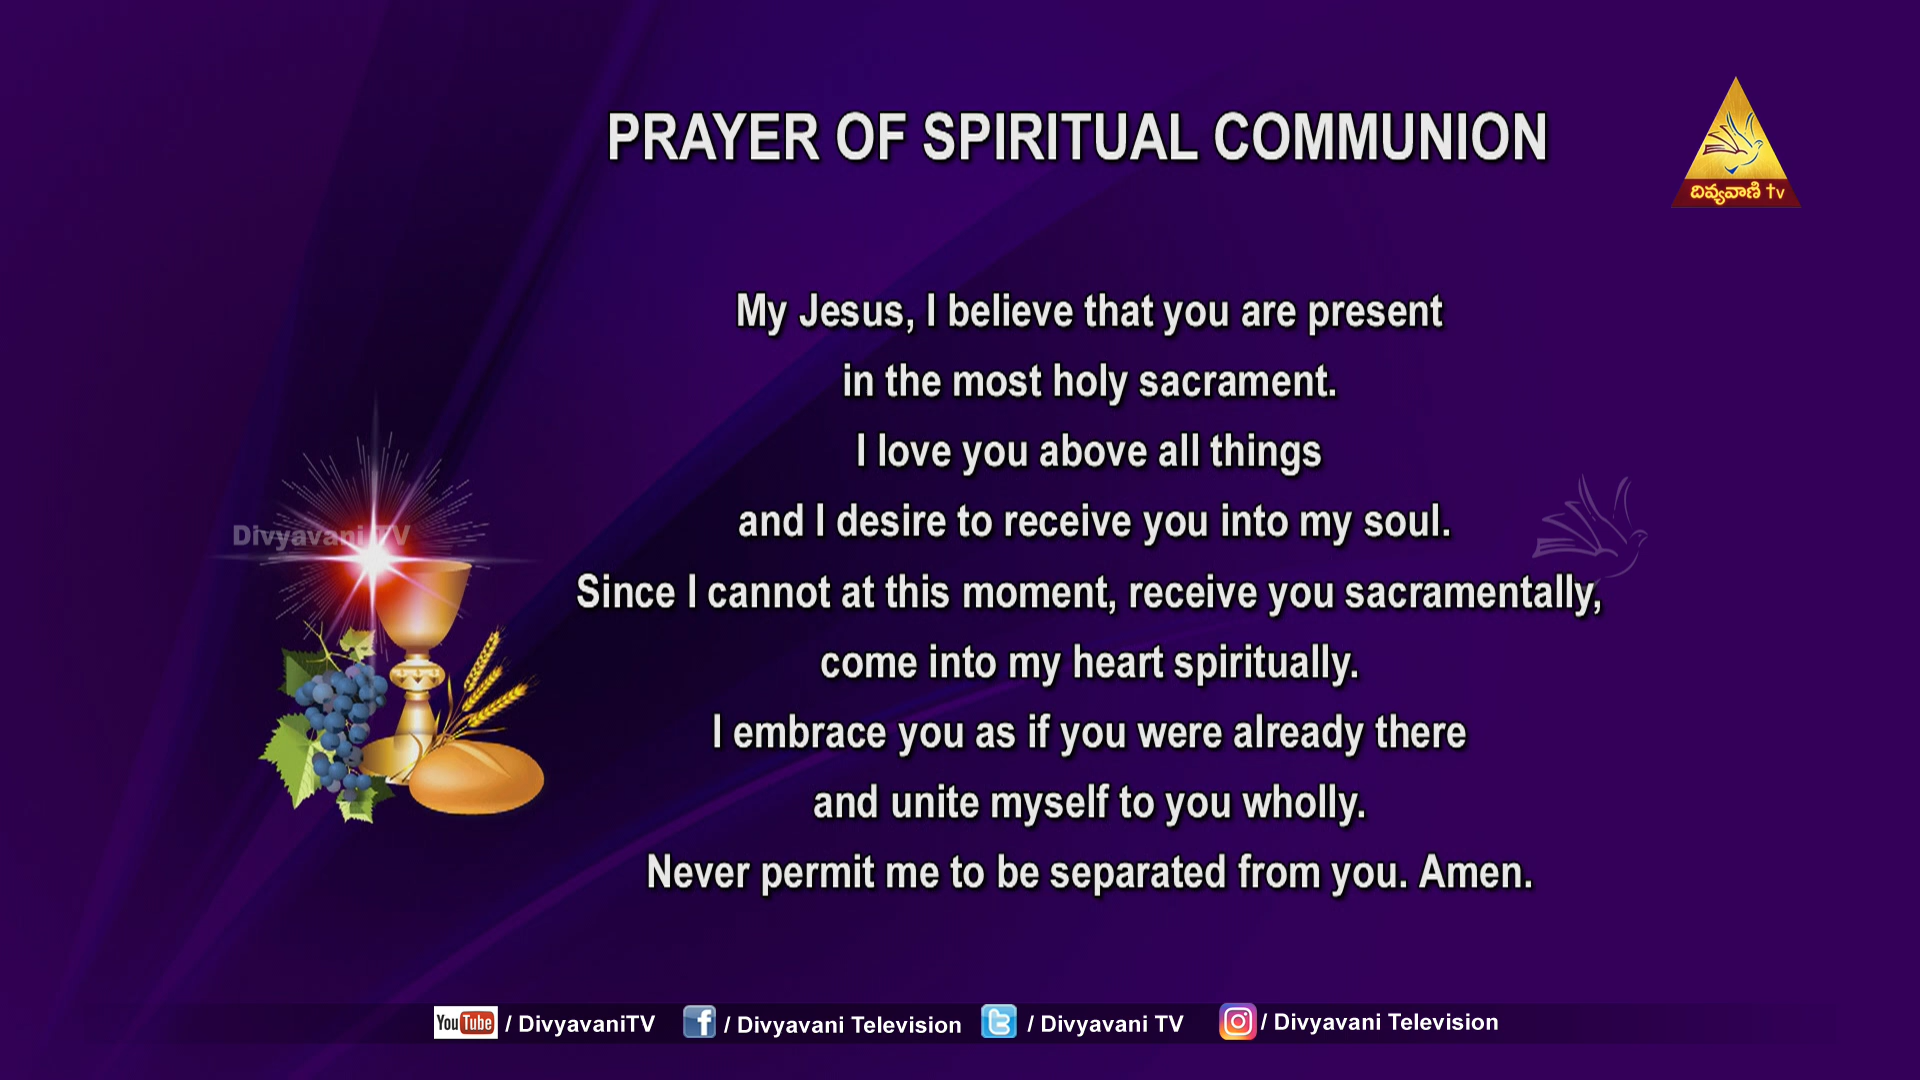 PRAYER OF SPIRITUAL COMMUNION
దివ్యవాణి tv
My Jesus, I believe that you are present
in the most holy sacrament.
I love you above all things
and I desire to receive you into my soul.
Since I cannot at this moment, receive you sacramentally,
come into my heart spiritually.
I embrace you as if you were already there
and unite myself to you wholly.
Never permit me to be separated from you. Amen.
Divyavani TV
YouTube / DivyavaniTV f / Divyavani Television / Divyavani TV / Divyavani Television